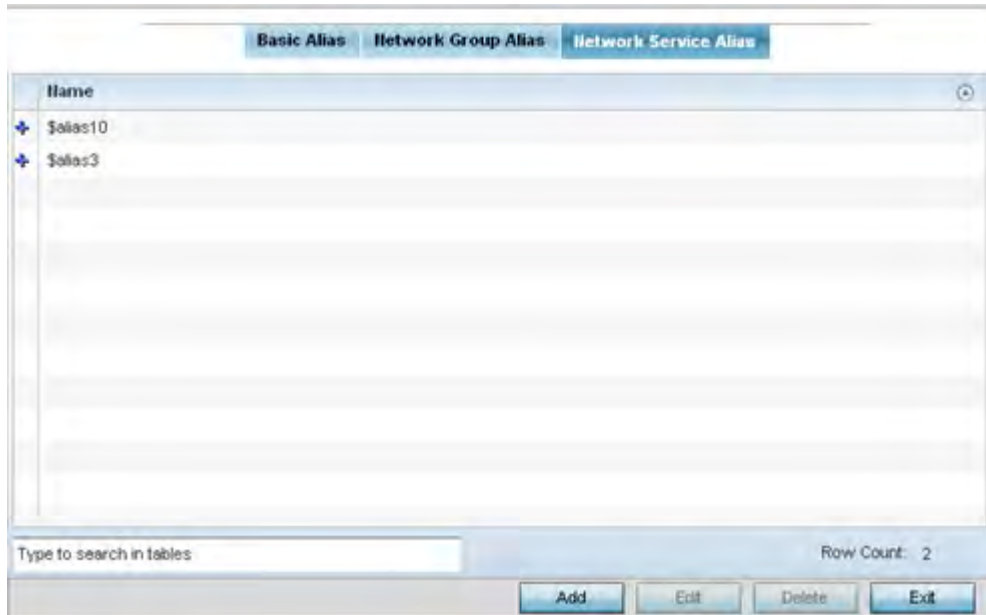 Basic Alias Network Group Alias Network Service Alias
Name
$alias10
$alias3
Type to search in tables Row Count: 2
Add Edit Delete Exit